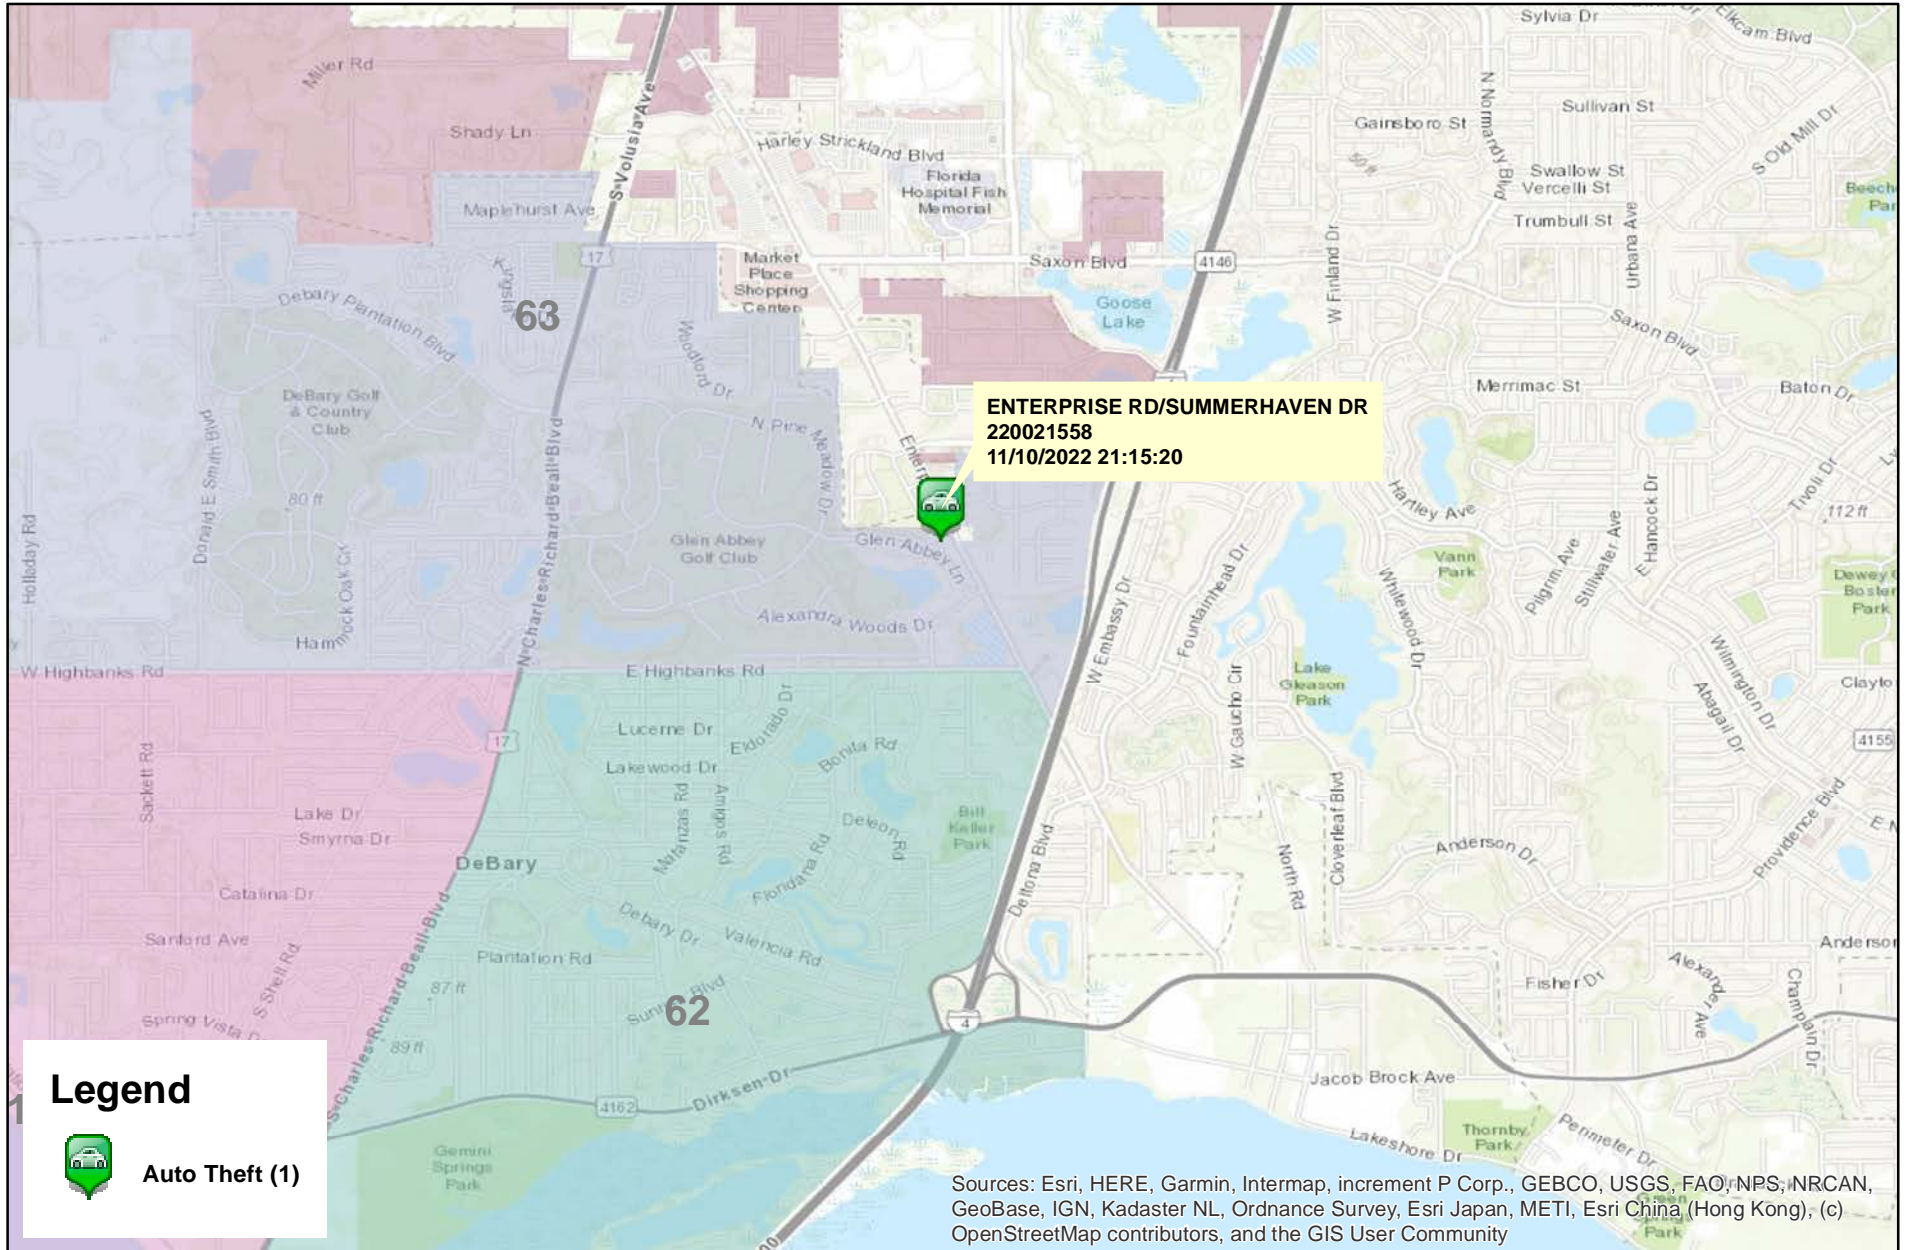 Sylvia Dr
Elkcam Blvd
Miller Rd
Shady Ln
S Volusia Ave
Harley Strickland Blvd
Florida
Hospital Fish
Memorial
Gainsboro St
N Normandy Blvd
Sullivan St
50 ft
Swallow St
Vercelli St
Trumbull St
S Old Mill Dr
Urbana Ave
Maplehurst Ave
17
Market
Place
Shopping
Center
Saxon Blvd
4146
W Finland Dr
Goose
Lake
Saxon Blvd
Debary Plantation Blvd
63
Woodford Dr
DeBary Golf
& Country
Club
Merrimac St
Baton Dr
ENTERPRISE RD/SUMMERHAVEN DR
220021558
11/10/2022 21:15:20
N Pine Meadow Dr
Donald E Smith Blvd
80 ft
N Charles Richard Beall Blvd
Hartley Ave
Tivoli Dr
112 ft
Holladay Rd
Glen Abbey
Golf Club
Glen Abbey Ln
Vann
Park
Pilgrim Ave
Stillwater Ave
E Hancock Dr
Hammock Oak Cir
Alexandra Woods Dr
W Embassy Dr
Fountainhead Dr
Whitewood Dr
W Highbanks Rd
E Highbanks Rd
W Gaucho Cir
Lake
Gleason
Park
Wilmington Dr
Abagail Dr
Lucerne Dr
Eldorado Dr
Bonita Rd
17
4155
Lakewood Dr
Sackett Rd
Matanzas Rd
Amigos Rd
Lake Dr
Smyrna Dr
Deleon Rd
Bill
Keller
Park
Cloverleaf Blvd
Providence Blvd
DeBary
Floridana Rd
Deltona Blvd
North Rd
Anderson Dr
Catalina Dr
Debary Dr
Valencia Rd
Sanford Ave
S Shell Rd
Plantation Rd
87 ft
62
Fisher Dr
Alexander Ave
Champlain Dr
89 ft
4
S Charles Richard Beall Blvd
Jacob Brock Ave
4162
Dirksen Dr
Thornby
Park
Perimeter Dr
Lakeshore Dr
Gemini
Springs
Park
Legend
Auto Theft (1)
Sources: Esri, HERE, Garmin, Intermap, increment P Corp., GEBCO, USGS, FAO, NPS, NRCAN,
GeoBase, IGN, Kadaster NL, Ordnance Survey, Esri Japan, METI, Esri China (Hong Kong), (c)
OpenStreetMap contributors, and the GIS User Community